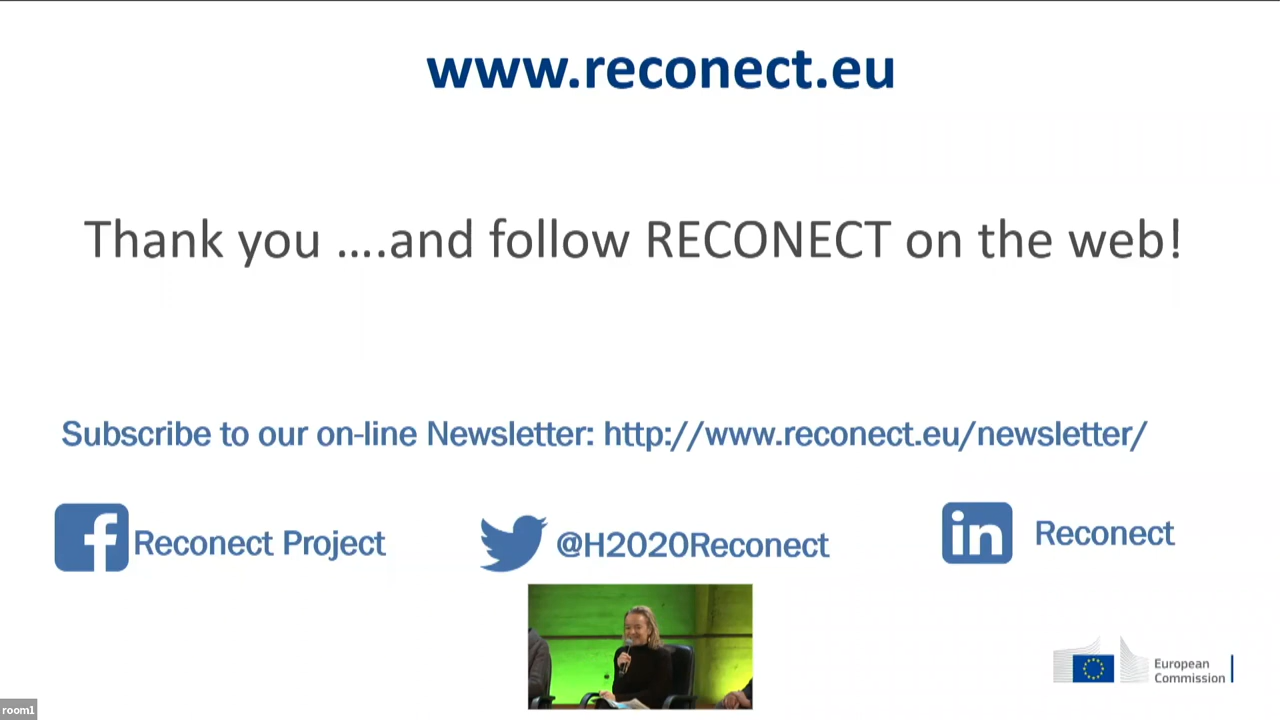 www.reconect.eu
Thank you ....and follow RECONECT on the web!
Subscribe to our on-line Newsletter: http://www.reconect.eu/newsletter/
Reconect Project
@H2020Reconect
in
Reconect
European
Commission
room1